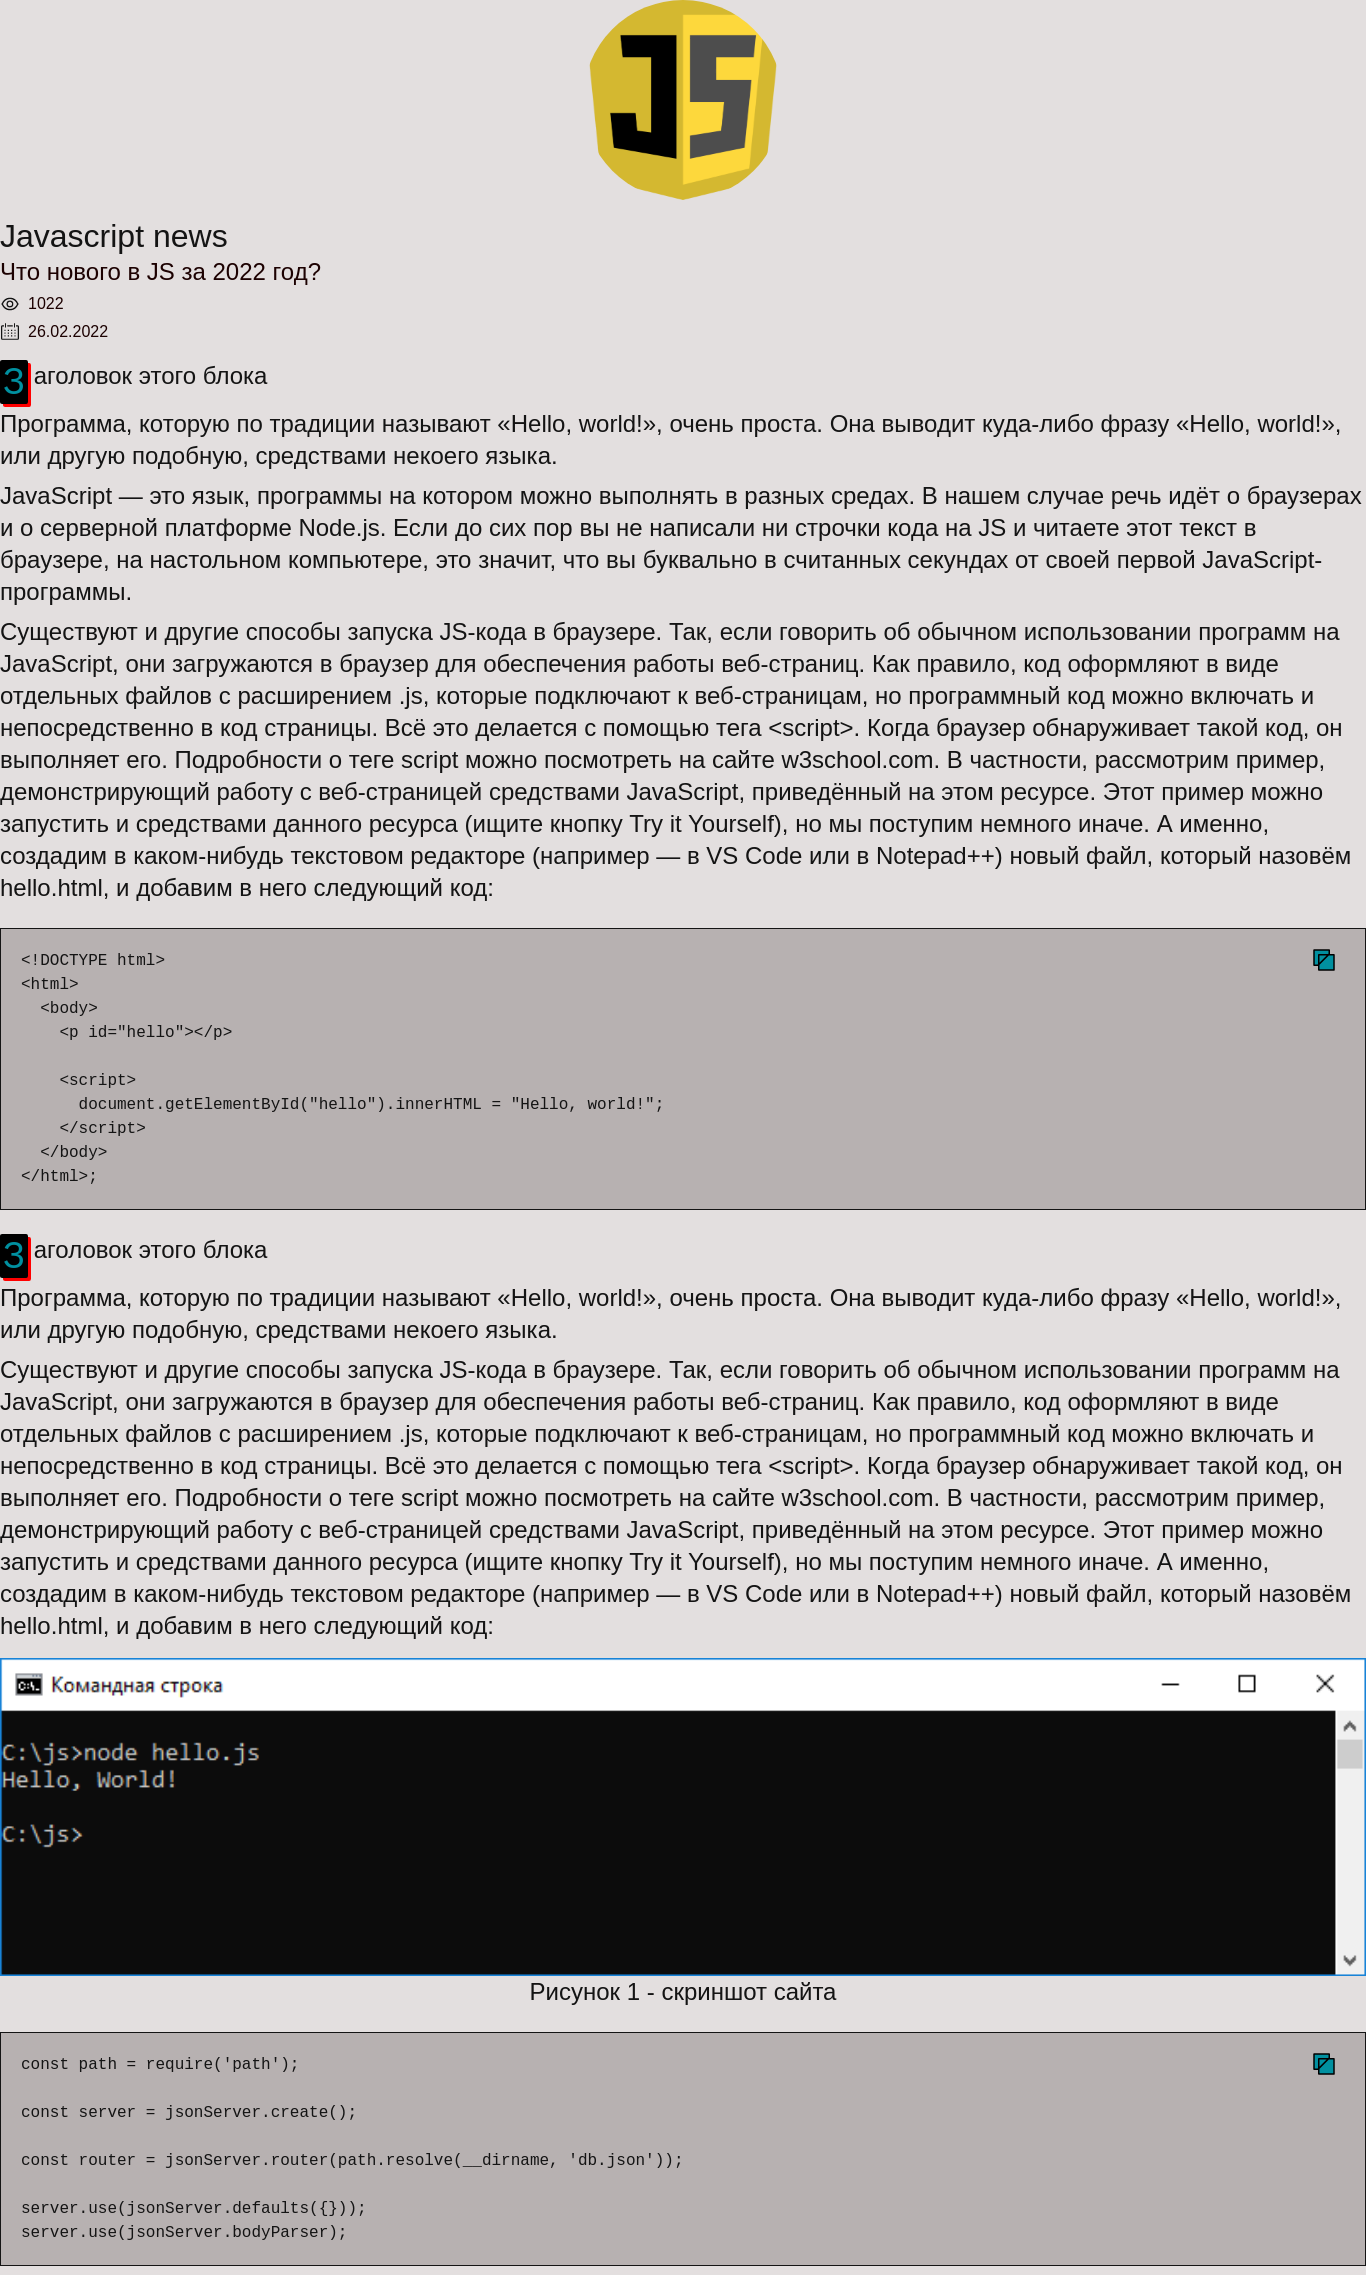 JS
Javascript news
Что нового в JS за 2022 год?
1022
26.02.2022
Заголовок этого блока
Программа, которую по традиции называют «Hello, world!», очень проста. Она выводит куда-либо фразу «Hello, world!»,
или другую подобную, средствами некоего языка.
JavaScript — это язык, программы на котором можно выполнять в разных средах. В нашем случае речь идёт о браузерах
и о серверной платформе Node.js. Если до сих пор вы не написали ни строчки кода на JS и читаете этот текст в
браузере, на настольном компьютере, это значит, что вы буквально в считанных секундах от своей первой JavaScript-
программы.
Существуют и другие способы запуска JS-кода в браузере. Так, если говорить об обычном использовании программ на
JavaScript, они загружаются в браузер для обеспечения работы веб-страниц. Как правило, код оформляют в виде
отдельных файлов с расширением .js, которые подключают к веб-страницам, но программный код можно включать и
непосредственно в код страницы. Всё это делается с помощью тега <script>. Когда браузер обнаруживает такой код, он
выполняет его. Подробности о теге script можно посмотреть на сайте w3school.com. В частности, рассмотрим пример,
демонстрирующий работу с веб-страницей средствами JavaScript, приведённый на этом ресурсе. Этот пример можно
запустить и средствами данного ресурса (ищите кнопку Try it Yourself), но мы поступим немного иначе. А именно,
создадим в каком-нибудь текстовом редакторе (например — в VS Code или в Notepad++) новый файл, который назовём
hello.html, и добавим в него следующий код:
<!DOCTYPE html>
<html>
  <body>
    <p id="hello"></p>
    <script>
      document.getElementById("hello").innerHTML = "Hello, world!";
    </script>
  </body>
</html>;
Заголовок этого блока
Программа, которую по традиции называют «Hello, world!», очень проста. Она выводит куда-либо фразу «Hello, world!»,
или другую подобную, средствами некоего языка.
Существуют и другие способы запуска JS-кода в браузере. Так, если говорить об обычном использовании программ на
JavaScript, они загружаются в браузер для обеспечения работы веб-страниц. Как правило, код оформляют в виде
отдельных файлов с расширением .js, которые подключают к веб-страницам, но программный код можно включать и
непосредственно в код страницы. Всё это делается с помощью тега <script>. Когда браузер обнаруживает такой код, он
выполняет его. Подробности о теге script можно посмотреть на сайте w3school.com. В частности, рассмотрим пример,
демонстрирующий работу с веб-страницей средствами JavaScript, приведённый на этом ресурсе. Этот пример можно
запустить и средствами данного ресурса (ищите кнопку Try it Yourself), но мы поступим немного иначе. А именно,
создадим в каком-нибудь текстовом редакторе (например — в VS Code или в Notepad++) новый файл, который назовём
hello.html, и добавим в него следующий код:
Командная строка
C:\js>node hello.js
Hello, World!
C:\js>
Рисунок 1 - скриншот сайта
const path = require('path');
const server = jsonServer.create();
const router = jsonServer.router(path.resolve(__dirname, 'db.json'));
server.use(jsonServer.defaults({}));
server.use(jsonServer.bodyParser);